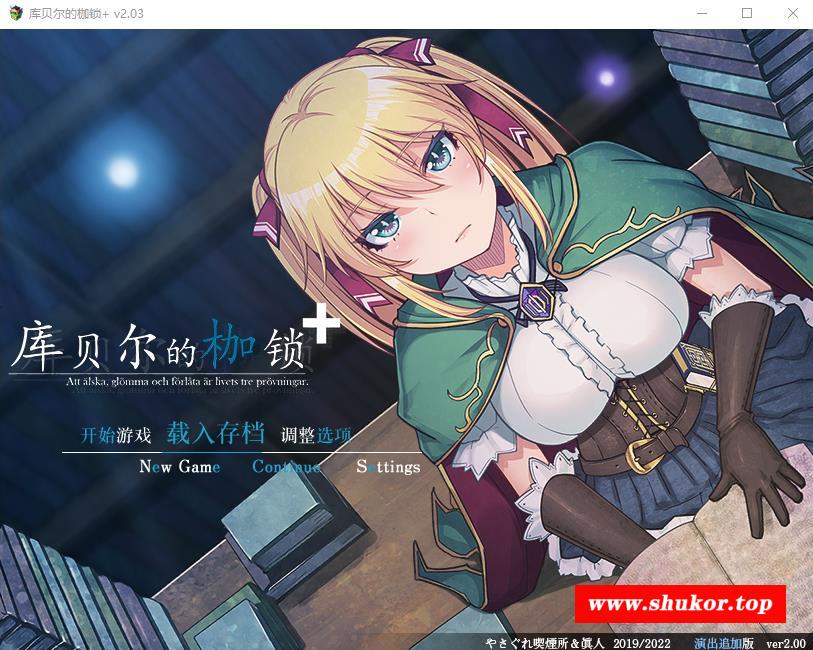 库贝尔的枷锁+ v2.03
库贝尔的枷锁+
Att älska, glömma och förlåta är livets tre prövningar.
开始游戏 载入存档 调整选项
New Game Continue Settings
www.shukor.top
やさぐれ喫煙所&眞人 2019/2022 演出追加版 ver2.00